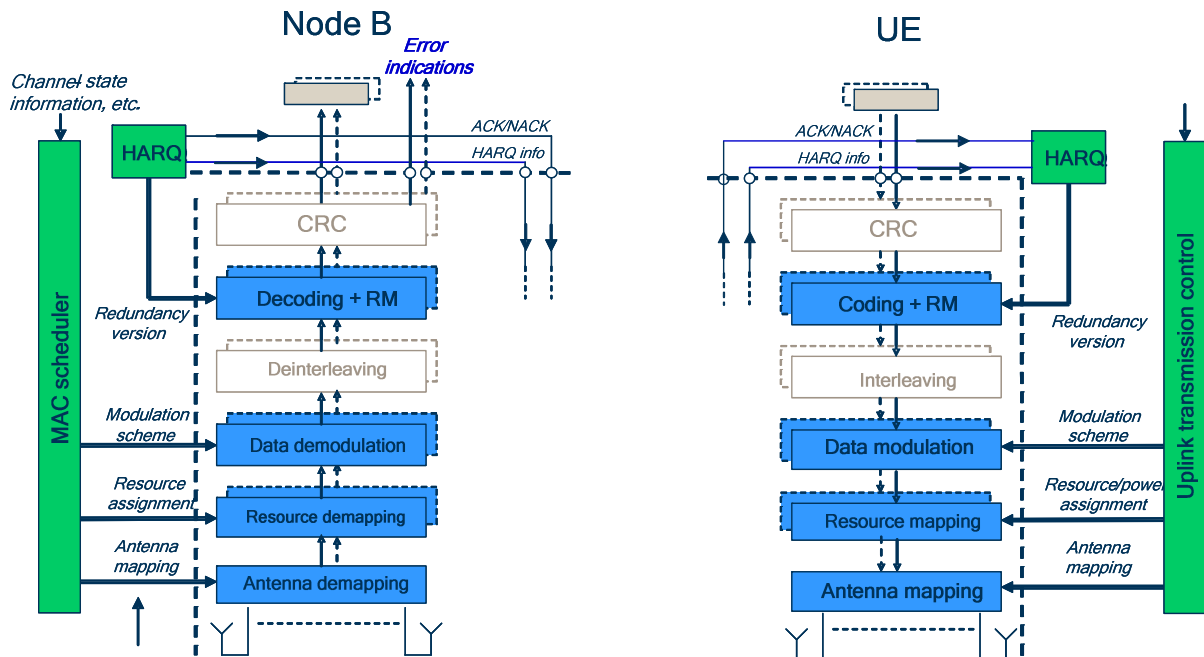 Node B
UE
Error
indications
Channel state
information, etc.
ACK/NACK
HARQ
HARQ info
CRC
Decoding + RM
Redundancy
version
Deinterleaving
MAC scheduler
Modulation
scheme
Data demodulation
Resource
assignment
Resource demapping
Antenna
mapping
Antenna demapping
ACK/NACK
HARQ info
HARQ
CRC
Coding + RM
Redundancy
version
Interleaving
Uplink transmission control
Modulation
scheme
Data modulation
Resource/power
assignment
Resource mapping
Antenna
mapping
Antenna mapping